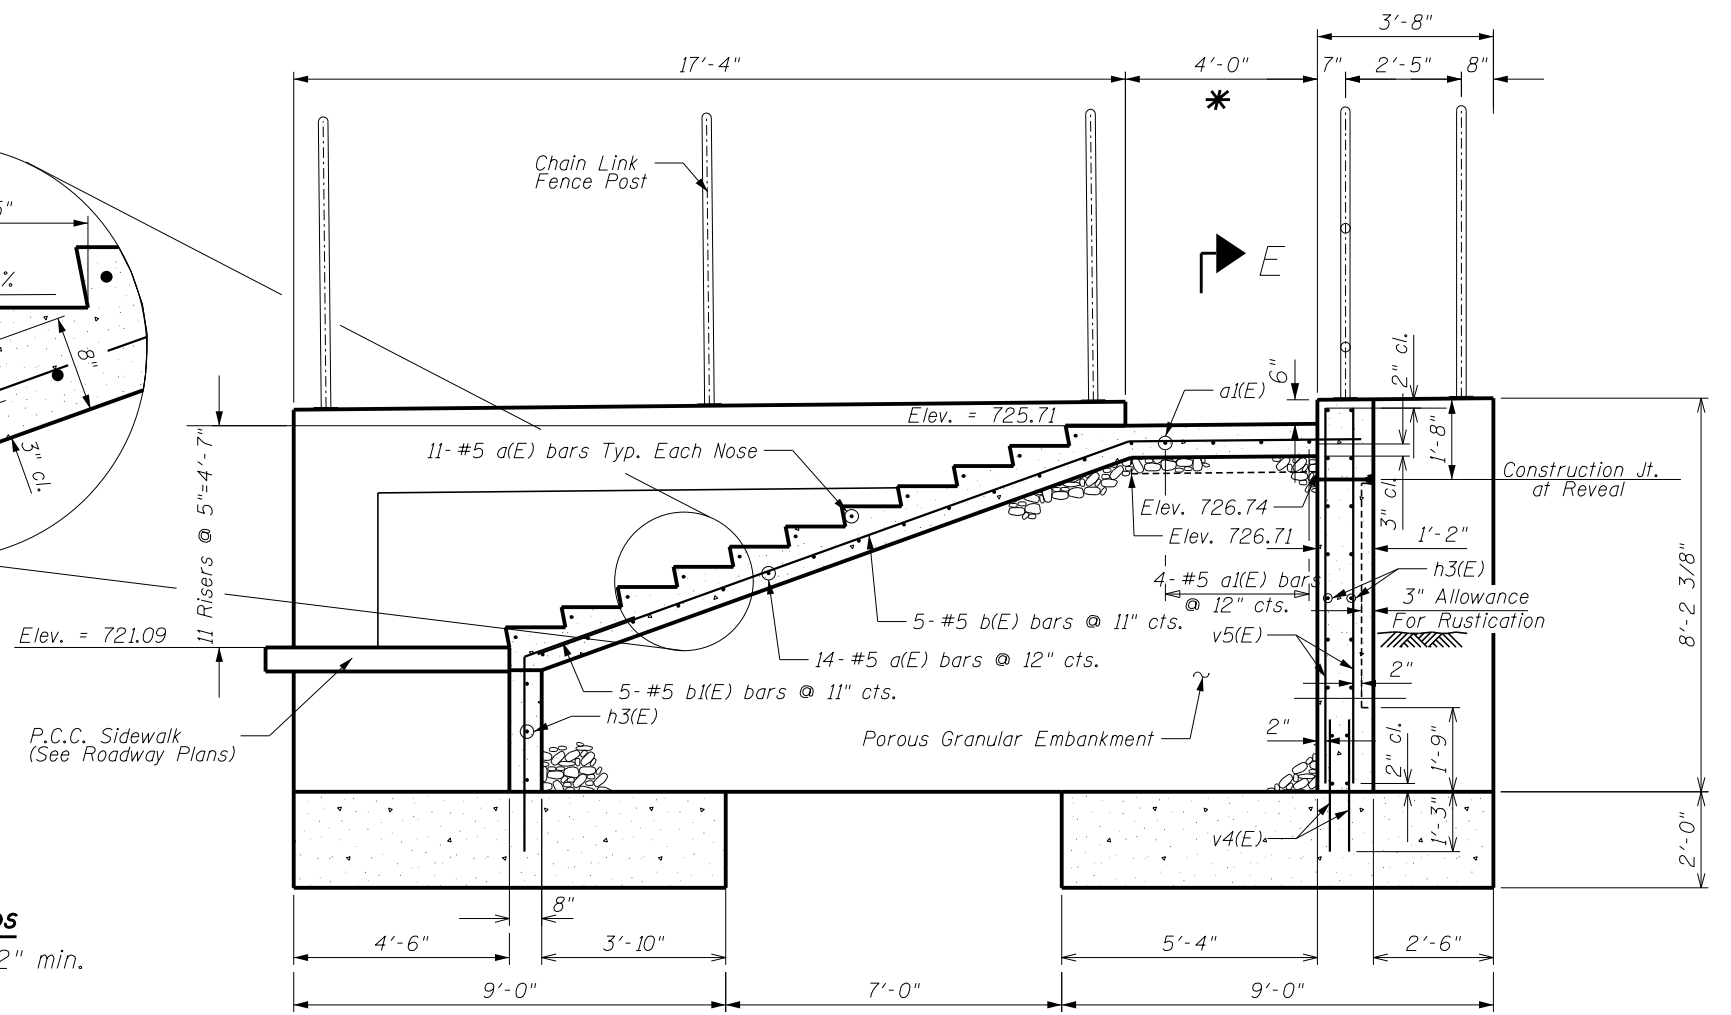 3'-8"
17'-4"
4'-0"
7"
2'-5"
8"
*
Chain Link
Fence Post
E
5"
%
8"
3" cl.
6"
2" cl.
a1(E)
Elev. = 725.71
11- #5 a(E) bars Typ. Each Nose
1'-8"
Construction Jt.
at Reveal
3" cl.
Elev. 726.74
Elev. 726.71
1'-2"
11 Risers @ 5"=4'-7"
h3(E)
4- #5 a1(E) bars
@ 12" cts.
3" Allowance
For Rustication
8'-2 3/8"
5- #5 b(E) bars @ 11" cts.
v5(E)
Elev. = 721.09
14- #5 a(E) bars @ 12" cts.
2"
5- #5 b1(E) bars @ 11" cts.
h3(E)
P.C.C. Sidewalk
(See Roadway Plans)
Porous Granular Embankment
2"
2" cl.
1'-9"
1'-3"
v4(E)
2'-0"
8"
2" min.
4'-6"
3'-10"
5'-4"
2'-6"
9'-0"
7'-0"
9'-0"